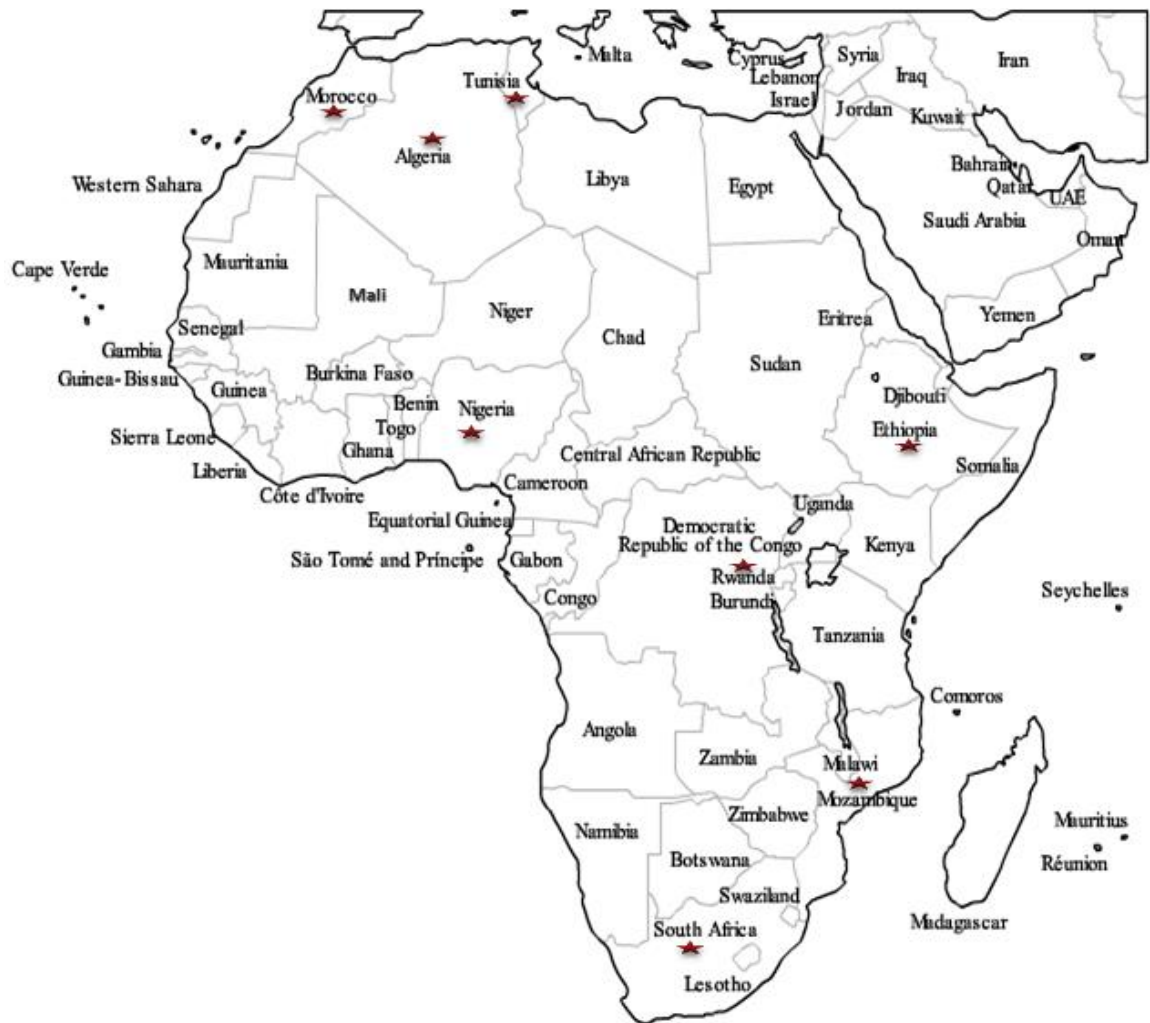 Malta
Cyprus
Syria
Iran
Lebanon
Iraq
Tunisia
Morocco
Israel
Jordan
Kuwait
Algeria
Bahrain
Western Sahara
Libya
Egypt
Qatar
UAE
Saudi Arabia
Oman
Cape Verde
Mauritania
Mali
Niger
Yemen
Senegal
Eritrea
Chad
Gambia
Sudan
Guinea-Bissau
Burkina Faso
Guinea
Djibouti
Benin
Nigeria
Togo
Ethiopia
Sierra Leone
Ghana
Central African Republic
Liberia
Somalia
Cameroon
Côte d'Ivoire
Uganda
Equatorial Guinea
Democratic
Republic of the Congo
Kenya
São Tomé and Príncipe
Gabon
Rwanda
Seychelles
Congo
Burundi
Tanzania
Comoros
Angola
Zambia
Malawi
Mozambique
Zimbabwe
Mauritius
Namibia
Botswana
Réunion
Swaziland
Madagascar
South Africa
Lesotho